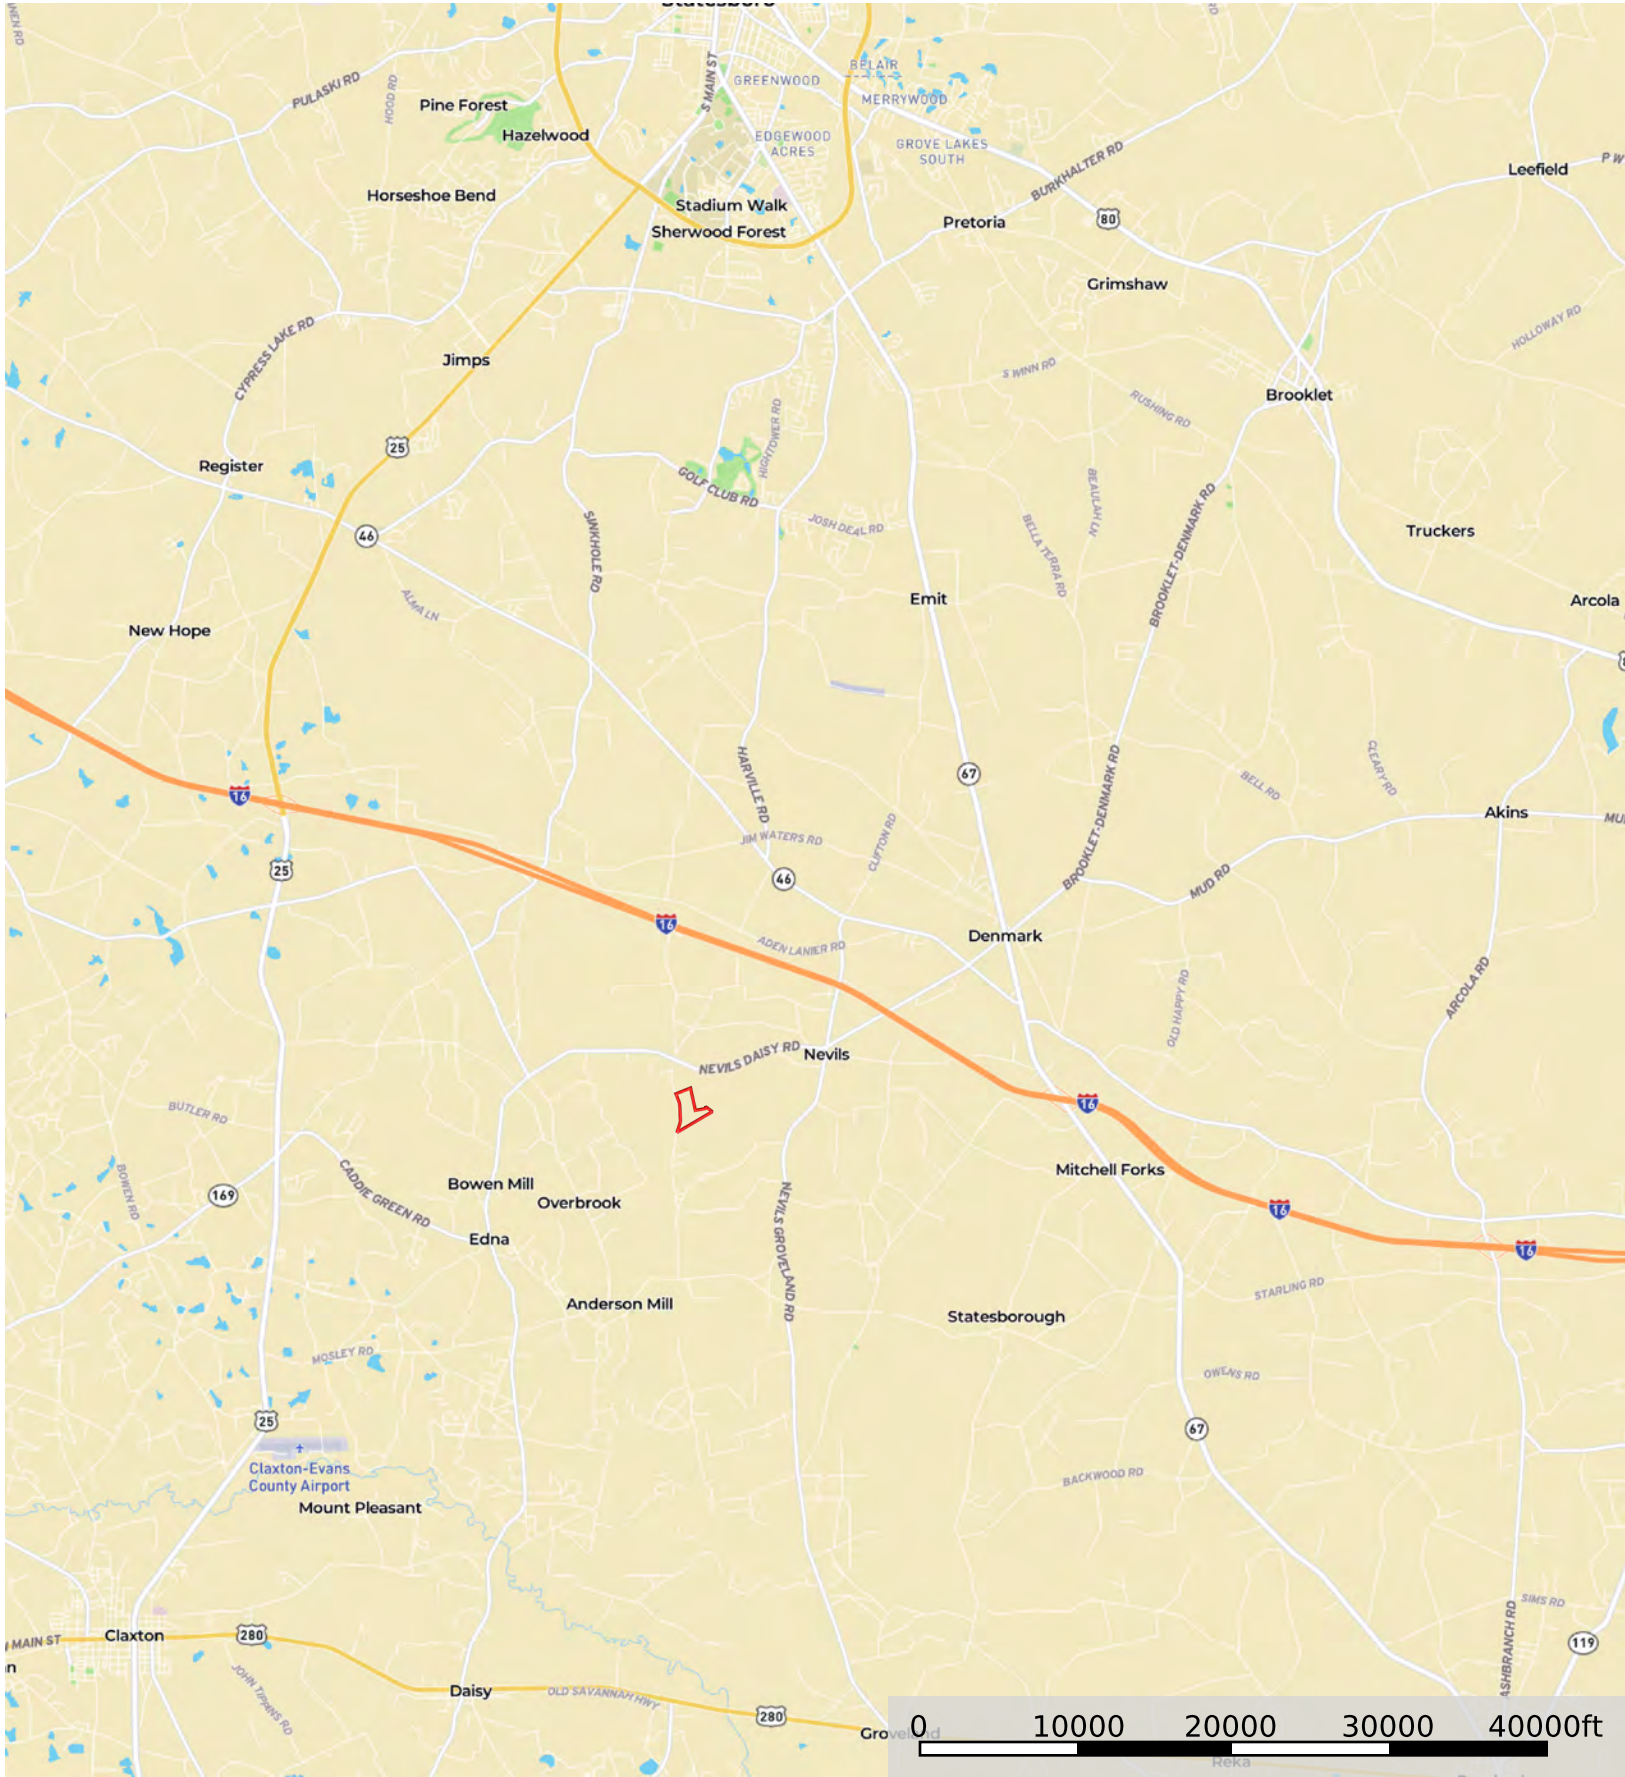 Statesboro
S MAIN ST
GREENWOOD
BELAIR
PULASKI RD
HOOD RD
Pine Forest
MERRYWOOD
Hazelwood
EDGEWOOD
ACRES
GROVE LAKES
SOUTH
BURKHALTER RD
P W
Leefield
Horseshoe Bend
Stadium Walk
Sherwood Forest
Pretoria
80
Grimshaw
CYPRESS LAKE RD
HOLLOWAY RD
Jimps
S WINN RD
Brooklet
RUSHING RD
25
HIGHTOWER RD
Register
GOLF CLUB RD
BEAULAH LN
46
SINKHOLE RD
JOSH DEAL RD
BELLA TERRA RD
BROOKLET-DENMARK RD
Truckers
ALMA LN
Emit
Arcola
New Hope
HARVILLE RD
67
BROOKLET-DENMARK RD
BELL RD
CLEARY RD
16
Akins
JIM WATERS RD
CLIFTON RD
25
46
MUD RD
16
ADEN LANIER RD
Denmark
OLD HAPPY RD
ARCOLA RD
NEVILS DAISY RD
Nevils
BUTLER RD
16
BOWEN RD
CADDIE GREEN RD
Mitchell Forks
169
Bowen Mill
Overbrook
NEVILS GROVELAND RD
16
Edna
16
STARLING RD
Anderson Mill
Statesborough
MOSLEY RD
OWENS RD
25
67
Claxton-Evans
County Airport
BACKWOOD RD
Mount Pleasant
SIMS RD
MAIN ST
Claxton
280
ASHBRANCH RD
119
n
JOHN TIPPINS RD
Daisy
OLD SAVANNAH HWY
280
Groveland
0 10000 20000 30000 40000ft
Reka